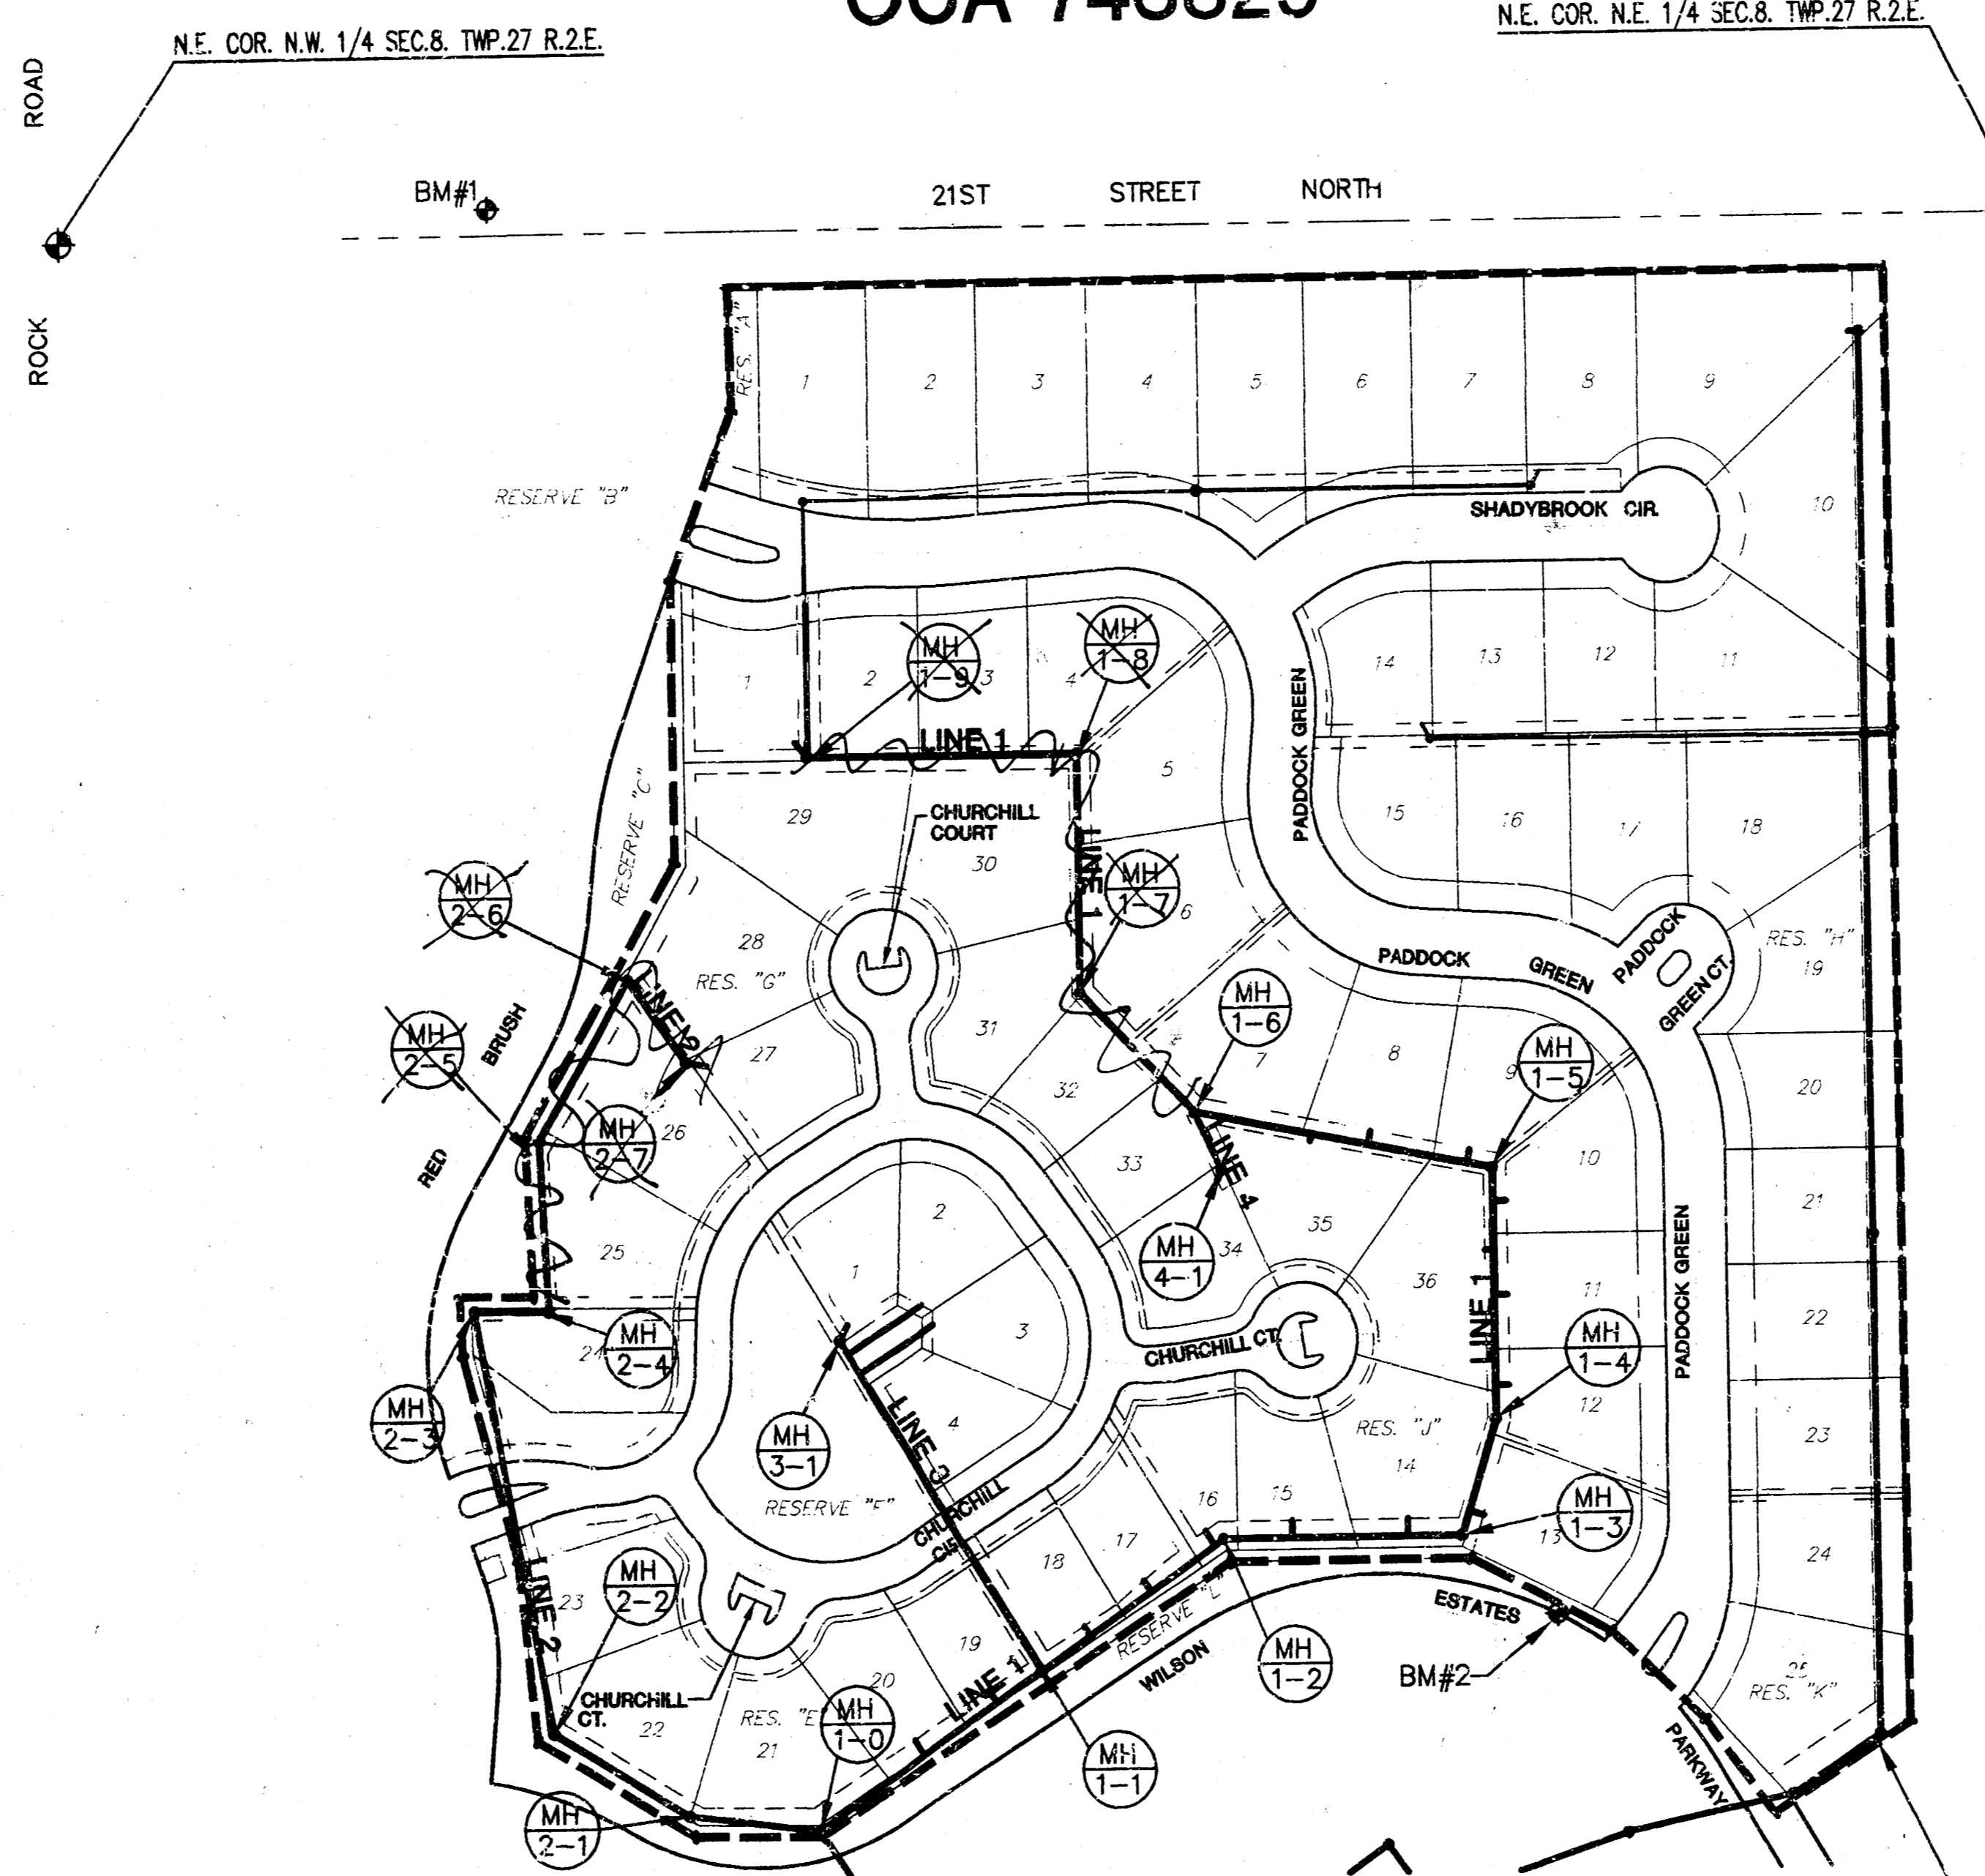 N.E. COR. N.W. 1/4 SEC.8. TWP.27 R.2.E.
N.E. COR. N.E. 1/4 SEC.8. TWP.27 R.2.E.
ROAD
ROCK
BM#1
21ST STREET NORTH
RES. "A"
1 2 3 4 5 6 7 8 9
RESERVE "B"
10
SHADYBROOK CIR.
MH 1-9
MH 1-8
1 2 3 4
14 13 12 11
LINE 1
5
PADDOCK GREEN
RESERVE "C"
29
CHURCHILL
COURT
30
LINE 1
15 16 17 18
MH 2-6
MH 1-7
6
28
RES. "G"
PADDOCK GREEN
PADDOCK
GREEN CT.
RES. "H"
19
LINE 2
MH 1-6
MH 2-5
RED BRUSH
27
31
7
8
9
MH 1-5
MH 2-7
26
32
20
33
LINE 4
10
25
2
MH 4-1
34
35
36
21
PADDOCK GREEN
1
LINE 1
11
3
22
MH 2-4
24
CHURCHILL CT.
MH 1-4
MH 2-3
LINE 3
4
12
MH 3-1
RES. "J"
14
23
RESERVE "F"
CHURCHILL
16
15
MH 1-3
13
17
18
24
LINE 2
23
MH 2-2
RESERVE "L"
ESTATES
WILSON
19
LINE 1
20
MH 1-2
BM#2
25
RES. "K"
CHURCHILL
CT.
22
RES. "E"
21
MH 1-0
MH 1-1
PARKWAY
MH 2-1